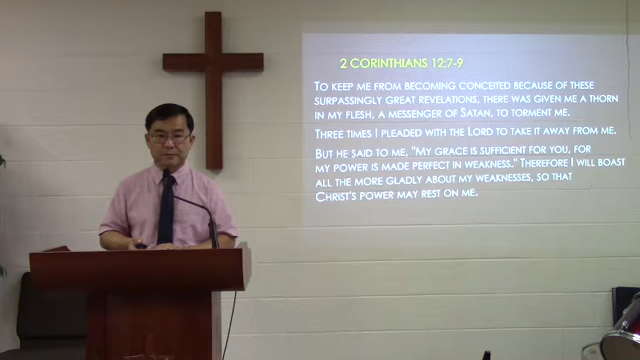 2 Corinthians 12:7-9
To keep me from becoming conceited because of these
surpassingly great revelations, there was given me a thorn
in my flesh, a messenger of Satan, to torment me.
Three times I pleaded with the Lord to take it away from me.
But he said to me, "My grace is sufficient for you, for
my power is made perfect in weakness." Therefore I will boast
all the more gladly about my weaknesses, so that
Christ's power may rest on me.